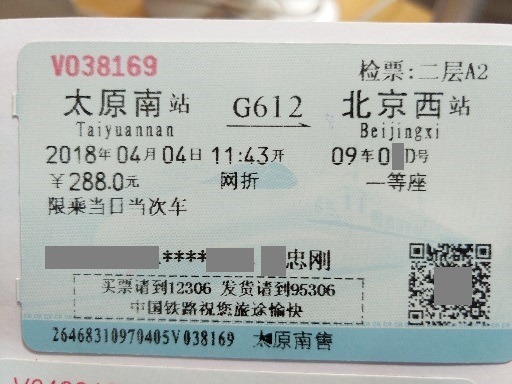 V038169
检票:二层A2
太原南站 G612 北京西站
Taiyuannan Beijingxi
2018年04月04日 11:43开 09车0 D号
￥288.0元 网折 一等座
限乘当日当次车
**** 忠刚
买票请到12306 发货请到95306
中国铁路祝您旅途愉快
26468310970405V038169 太原南售